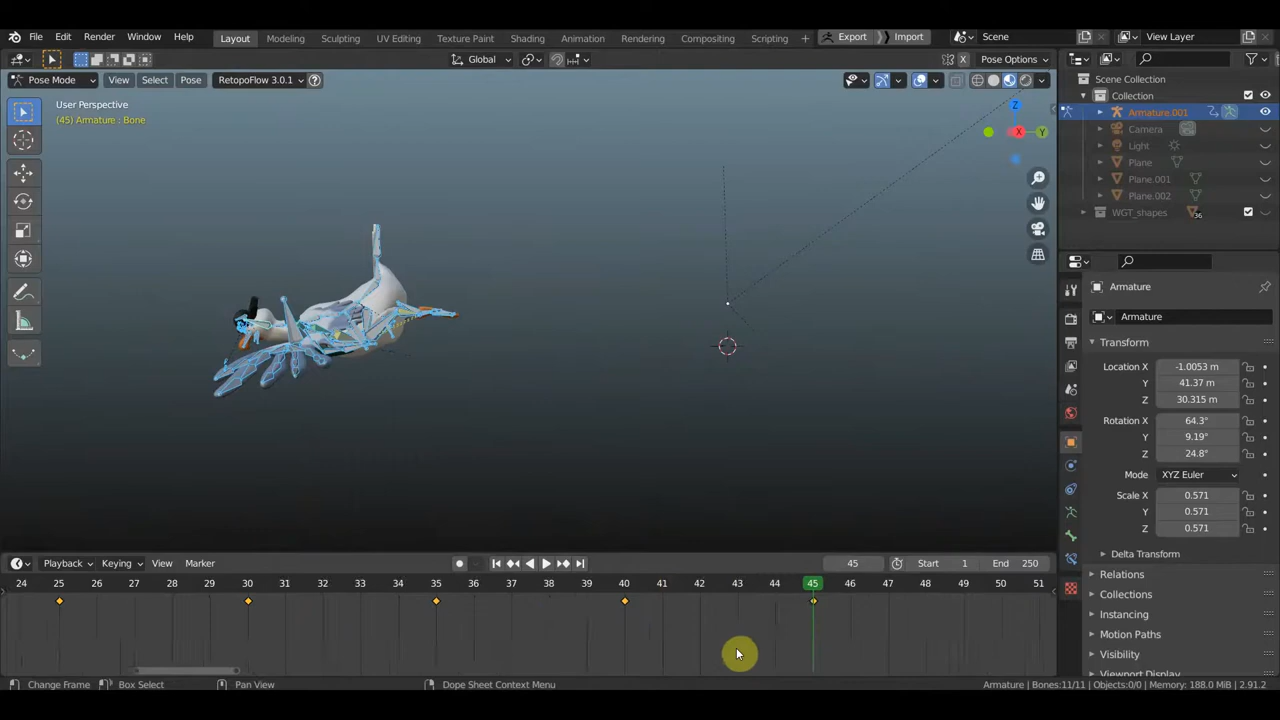 File Edit Render Window Help Layout Modeling Sculpting UV Editing Texture Paint Shading Animation Rendering Compositing Scripting + Export Import Scene View Layer
Global X Pose Options
Pose Mode View Select Pose RetopoFlow 3.0.1
User Perspective
(45) Armature : Bone
Z
X Y
Scene Collection
Collection
Armature.001
Camera
Light
Plane
Plane.001
Plane.002
WGT_shapes 36
Armature
Armature
Transform
Location X -1.0053 m
Y 41.37 m
Z 30.315 m
Rotation X 64.3°
Y 9.19°
Z 24.8°
Mode XYZ Euler
Scale X 0.571
Y 0.571
Z 0.571
Delta Transform
Relations
Collections
Instancing
Motion Paths
Visibility
Viewport Display
Playback Keying View Marker 45 Start 1 End 250
24 25 26 27 28 29 30 31 32 33 34 35 36 37 38 39 40 41 42 43 44 45 46 47 48 49 50 51
Change Frame Box Select Pan View Dope Sheet Context Menu Armature | Bones:11/11 | Objects:0/0 | Memory: 188.0 MiB | 2.91.2